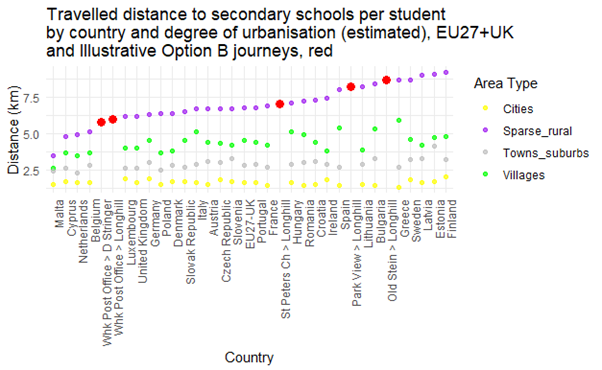 Travelled distance to secondary schools per student
by country and degree of urbanisation (estimated), EU27+UK
and Illustrative Option B journeys, red
Distance (km)
7.5
5.0
2.5
Malta
Cyprus
Netherlands
Belgium
Whk Post Office > D Stringer
Whk Post Office > Longhill
Luxembourg
United Kingdom
Germany
Poland
Denmark
Slovak Republic
Italy
Austria
Czech Republic
Slovenia
EU27-UK
Portugal
France
St Peters Ch > Longhill
Hungary
Romania
Croatia
Ireland
Spain
Park View > Longhill
Lithuania
Bulgaria
Old Stein > Longhill
Greece
Sweden
Latvia
Estonia
Finland
Country
Area Type
Cities
Sparse_rural
Towns_suburbs
Villages